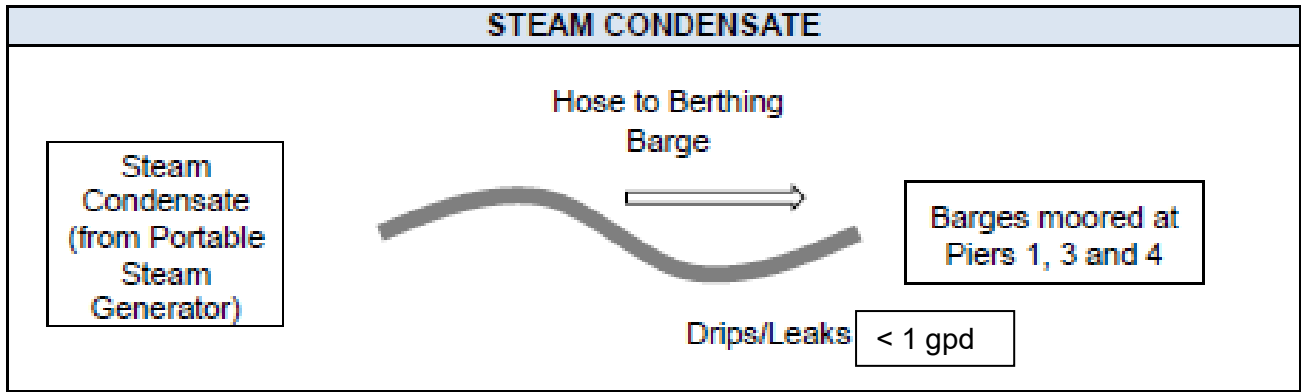 STEAM CONDENSATE
Hose to Berthing
Barge
Steam
Condensate
(from Portable
Steam
Generator)
Barges moored at
Piers 1, 3 and 4
Drips/Leaks < 1 gpd